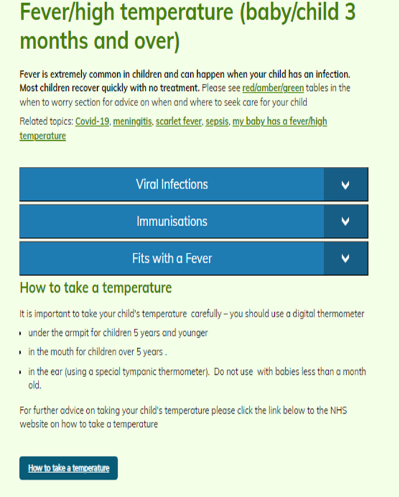 Fever/high temperature (baby/child 3
months and over)
Fever is extremely common in children and can happen when your child has an infection.
Most children recover quickly with no treatment. Please see red/amber/green tables in the
when to worry section for advice on when and where to seek care for your child
Related topics: Covid-19, meningitis, scarlet fever, sepsis, my baby has a fever/high
temperature
Viral Infections
Immunisations
Fits with a Fever
How to take a temperature
It is important to take your child's temperature carefully – you should use a digital thermometer
• under the armpit for children 5 years and younger
• in the mouth for children over 5 years .
• in the ear (using a special tympanic thermometer). Do not use with babies less than a month
old.
For further advice on taking your child's temperature please click the link below to the NHS
website on how to take a temperature
How to take a temperature